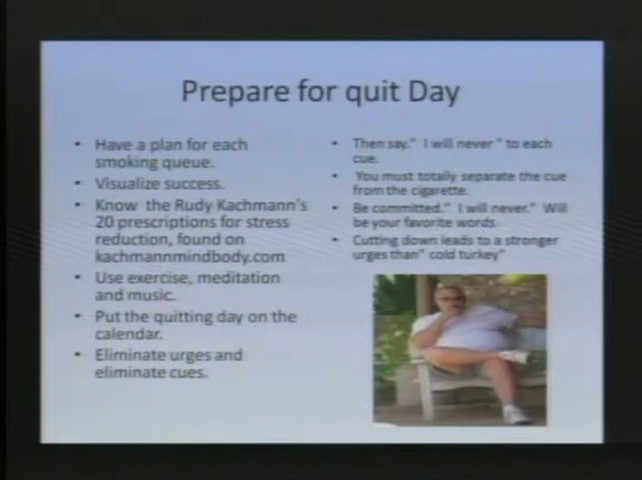 Prepare for quit Day
• Have a plan for each
smoking queue.
• Visualize success.
• Know the Rudy Kachmann's
20 prescriptions for stress
reduction, found on
kachmannmindbody.com
• Use exercise, meditation
and music.
• Put the quitting day on the
calendar.
• Eliminate urges and
eliminate cues.
• Then say." I will never " to each
cue.
• You must totally separate the cue
from the cigarette.
• Be committed." I will never." Will
be your favorite words.
• Cutting down leads to a stronger
urges than" cold turkey"